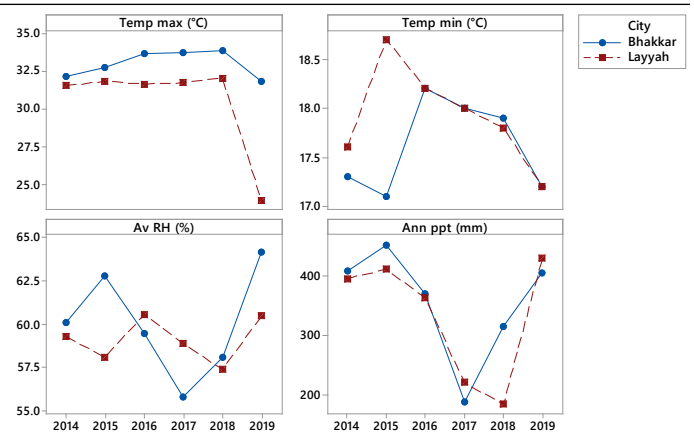 Temp max (°C)
Temp min (°C)
35.0
32.5
30.0
27.5
25.0
18.5
18.0
17.5
17.0
City
Bhakkar
Layyah
Av RH (%)
Ann ppt (mm)
65.0
62.5
60.0
57.5
55.0
400
300
200
2014 2015 2016 2017 2018 2019
2014 2015 2016 2017 2018 2019